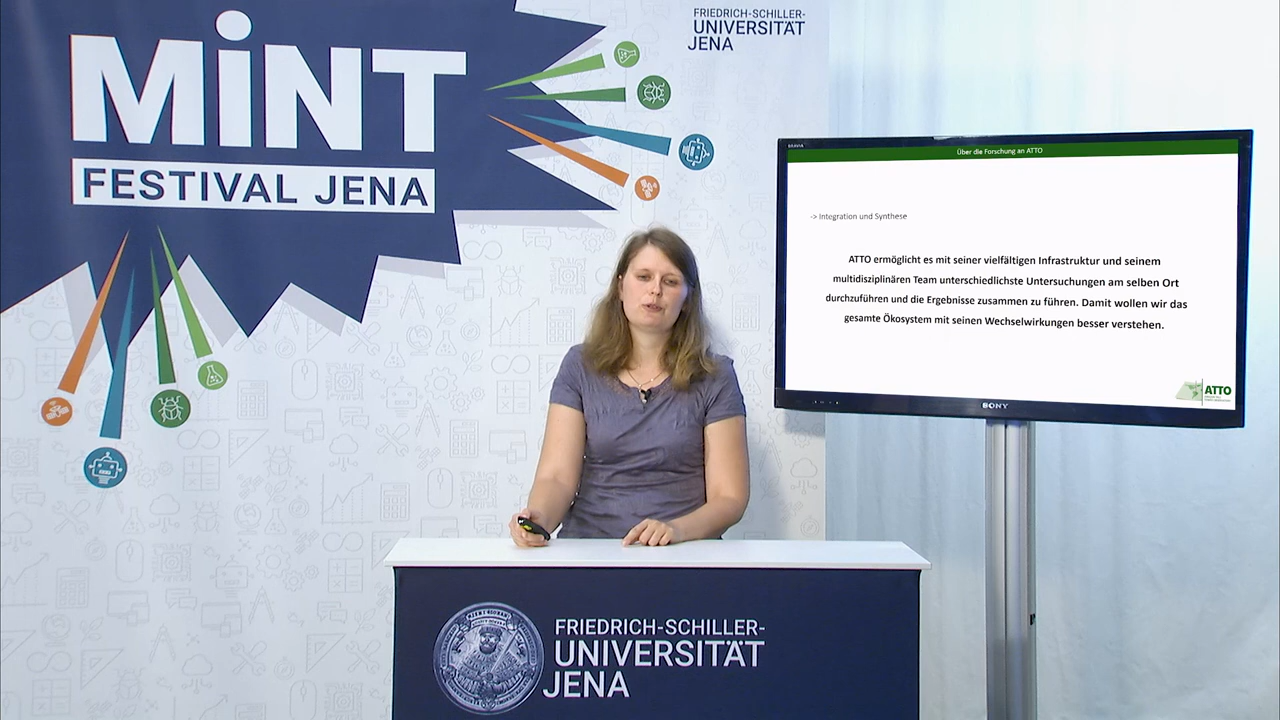 MiNT
FESTIVAL JENA
FRIEDRICH-SCHILLER-
UNIVERSITÄT
JENA
Über die Forschung an ATTO
-> Integration und Synthese
ATTO ermöglicht es mit seiner vielfältigen Infrastruktur und seinem
multidisziplinären Team unterschiedlichste Untersuchungen am selben Ort
durchzuführen und die Ergebnisse zusammen zu führen. Damit wollen wir das
gesamte Ökosystem mit seinen Wechselwirkungen besser verstehen.
ATTO
SONY
FRIEDRICH-SCHILLER-
UNIVERSITÄT
JENA